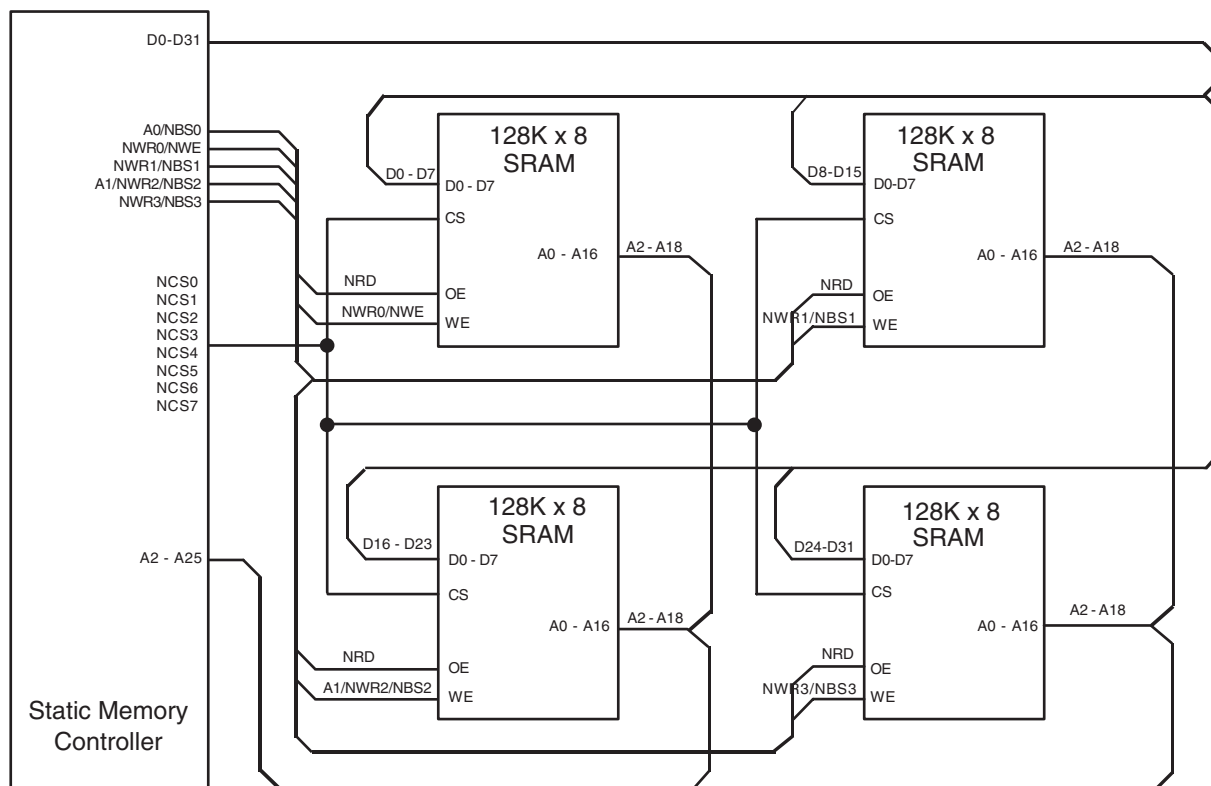 D0-D31
A0/NBS0
NWR0/NWE
NWR1/NBS1
A1/NWR2/NBS2
NWR3/NBS3
NCS0
NCS1
NCS2
NCS3
NCS4
NCS5
NCS6
NCS7
A2 - A25
Static Memory
Controller
128K x 8
SRAM
D0 - D7
D0 - D7
CS
A0 - A16
A2 - A18
NRD
OE
NWR0/NWE
WE
128K x 8
SRAM
D8-D15
D0-D7
CS
A0 - A16
A2 - A18
NRD
OE
NWR1/NBS1
WE
128K x 8
SRAM
D16 - D23
D0 - D7
CS
A0 - A16
A2 - A18
NRD
OE
A1/NWR2/NBS2
WE
128K x 8
SRAM
D24-D31
D0-D7
CS
A0 - A16
A2 - A18
NRD
OE
NWR3/NBS3
WE